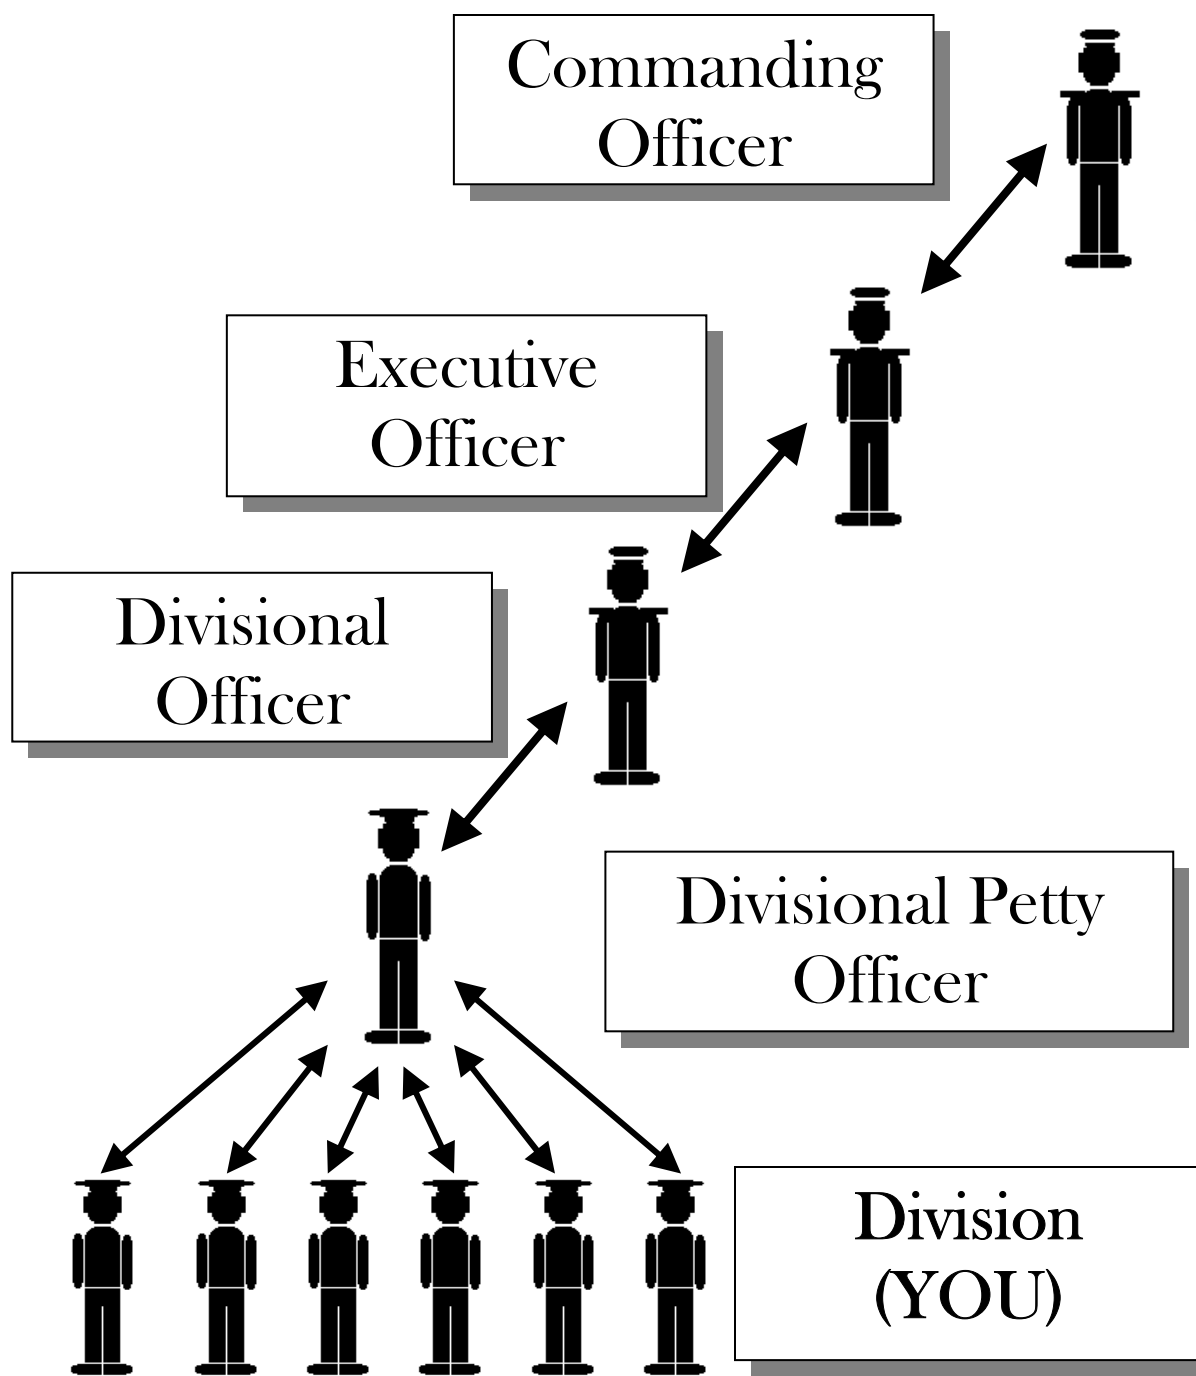 Commanding
Officer
Executive
Officer
Divisional
Officer
Divisional Petty
Officer
Division
(YOU)